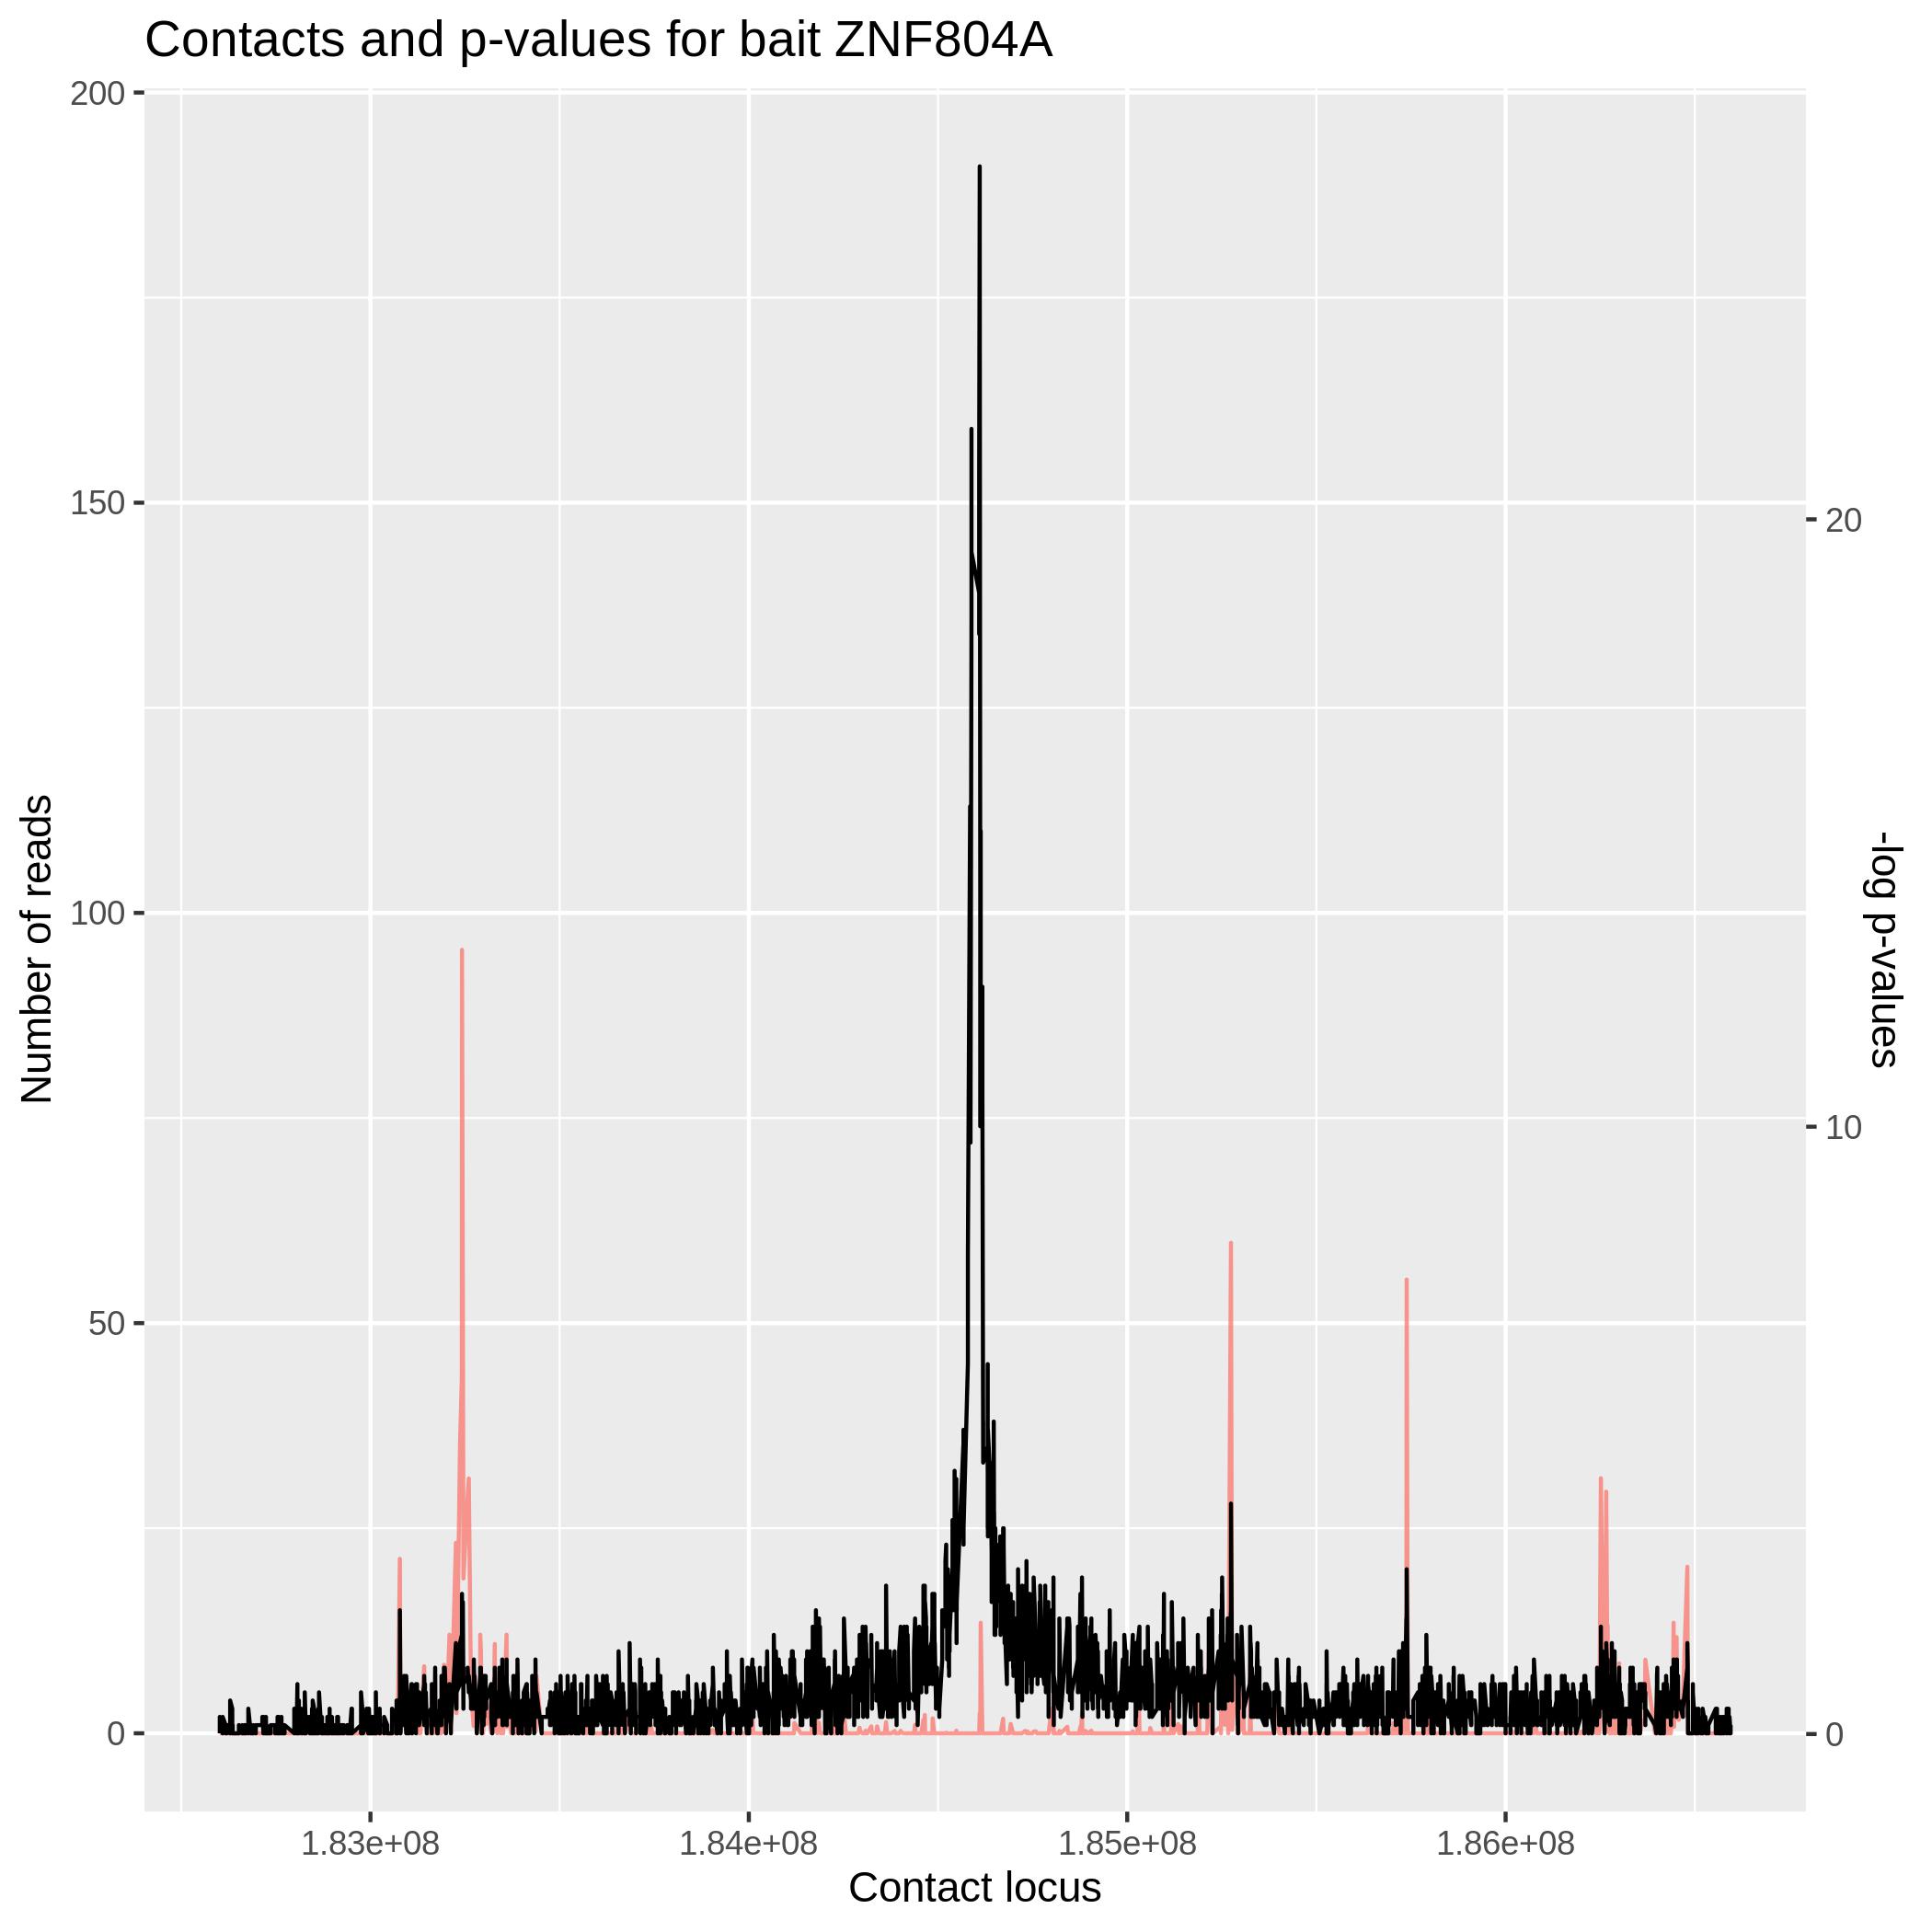 Contacts and p-values for bait ZNF804A
200
150
100
50
0
Number of reads
20
10
0
-log p-values
1.83e+08
1.84e+08
1.85e+08
1.86e+08
Contact locus